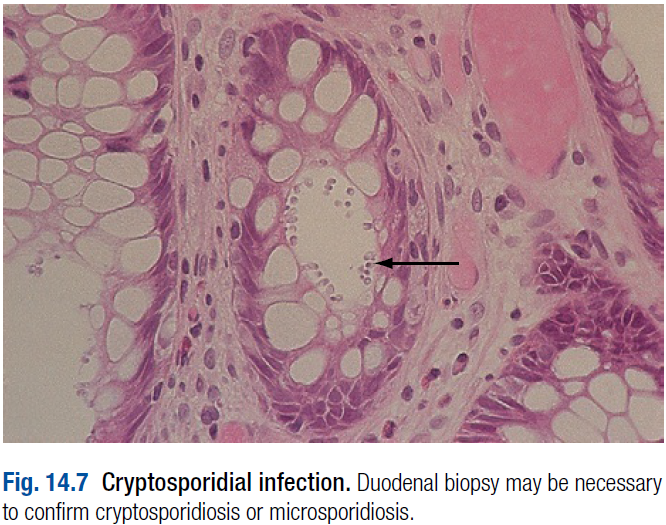 Fig. 14.7 Cryptosporidial infection. Duodenal biopsy may be necessary
to confirm cryptosporidiosis or microsporidiosis.